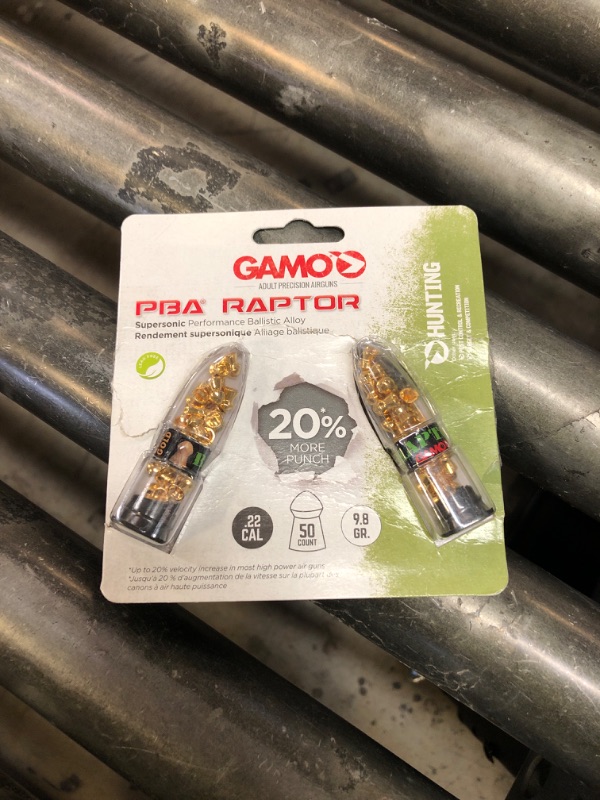 GAMO
ADULT PRECISION AIRGUNS
PBA® RAPTOR
Supersonic Performance Ballistic Alloy
Rendement supersonique Alliage balistique
HUNTING
20%*
MORE
PUNCH
GOLD
.22
CAL
50
COUNT
9.8
GR.
*Up to 20% velocity increase in most high power air guns
*Jusqu'à 20 % d'augmentation de la vitesse sur la plupart des
canons à air haute puissance